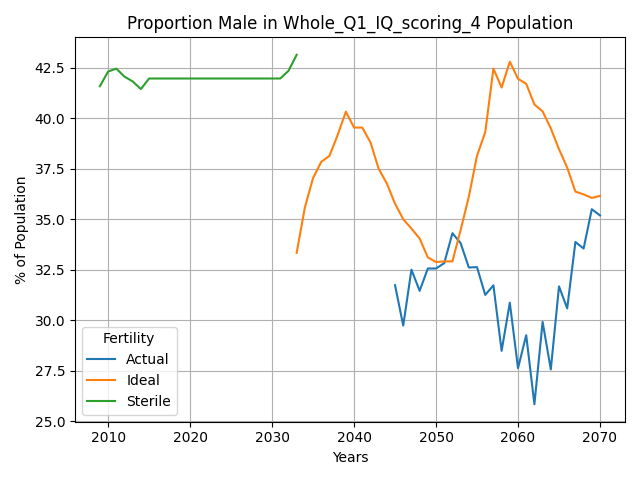 Proportion Male in Whole_Q1_IQ_scoring_4 Population
% of Population
42.5
40.0
37.5
35.0
32.5
30.0
27.5
25.0
Fertility
Actual
Ideal
Sterile
2010 2020 2030 2040 2050 2060 2070
Years